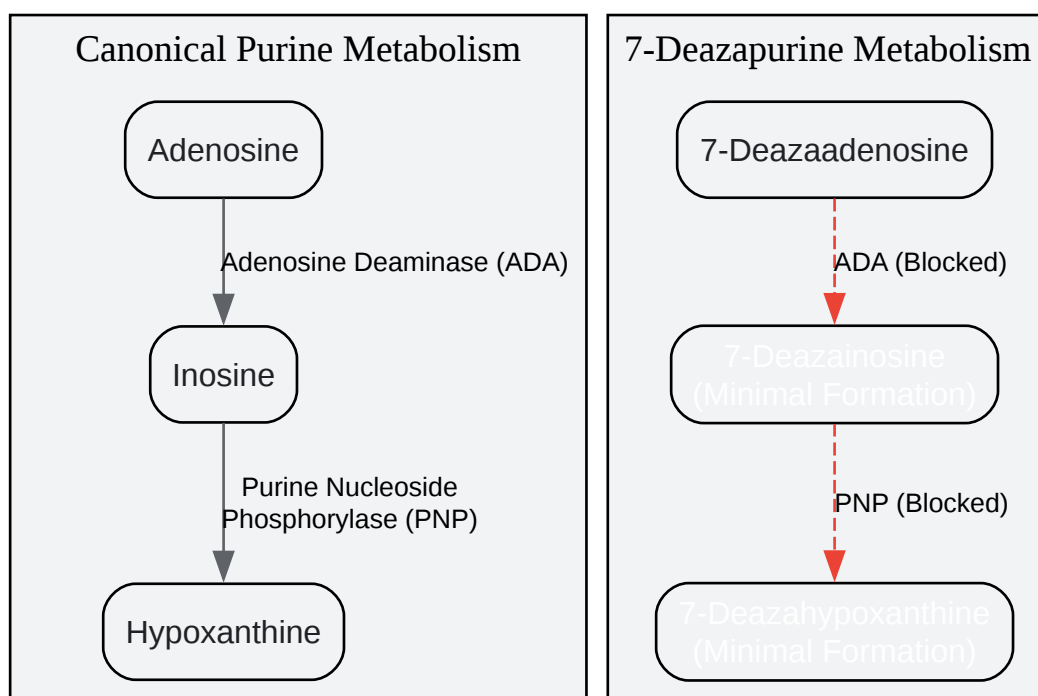 Canonical Purine Metabolism
Adenosine
Adenosine Deaminase (ADA)
Inosine
Purine Nucleoside
Phosphorylase (PNP)
Hypoxanthine
7-Deazapurine Metabolism
7-Deazaadenosine
ADA (Blocked)
7-Deazainosine
(Minimal Formation)
PNP (Blocked)
7-Deazahypoxanthine
(Minimal Formation)